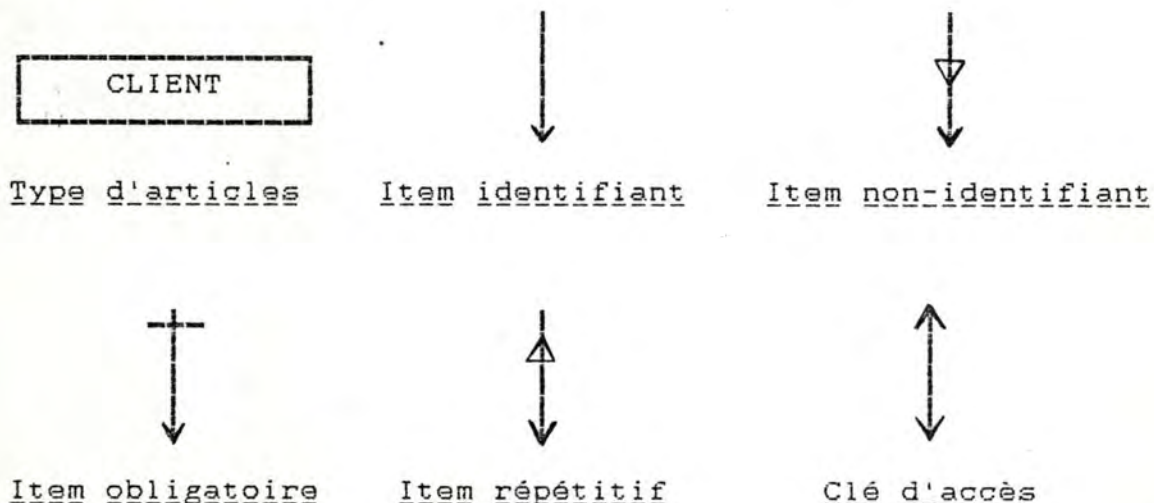 CLIENT
Type d'articles Item identifiant Item non-identifiant
Item obligatoire Item répétitif Clé d'accès